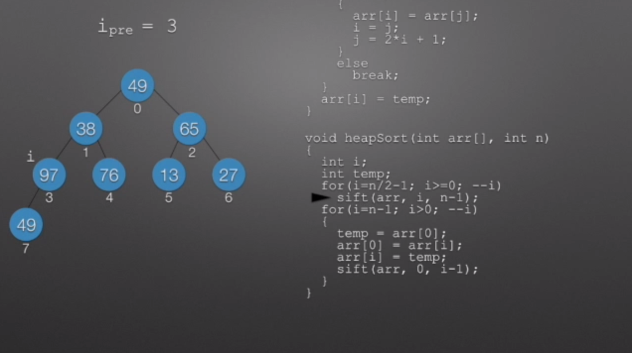 i_pre = 3
49
0
38
65
1
2
i
97
76
13
27
3
4
5
6
49
7
{
arr[i] = arr[j];
i = j;
j = 2*i + 1;
}
else
break;
}
arr[i] = temp;
}
void heapSort(int arr[], int n)
{
int i;
int temp;
for(i=n/2-1; i>=0; --i)
sift(arr, i, n-1);
for(i=n-1; i>0; --i)
{
temp = arr[0];
arr[0] = arr[i];
arr[i] = temp;
sift(arr, 0, i-1);
}
}